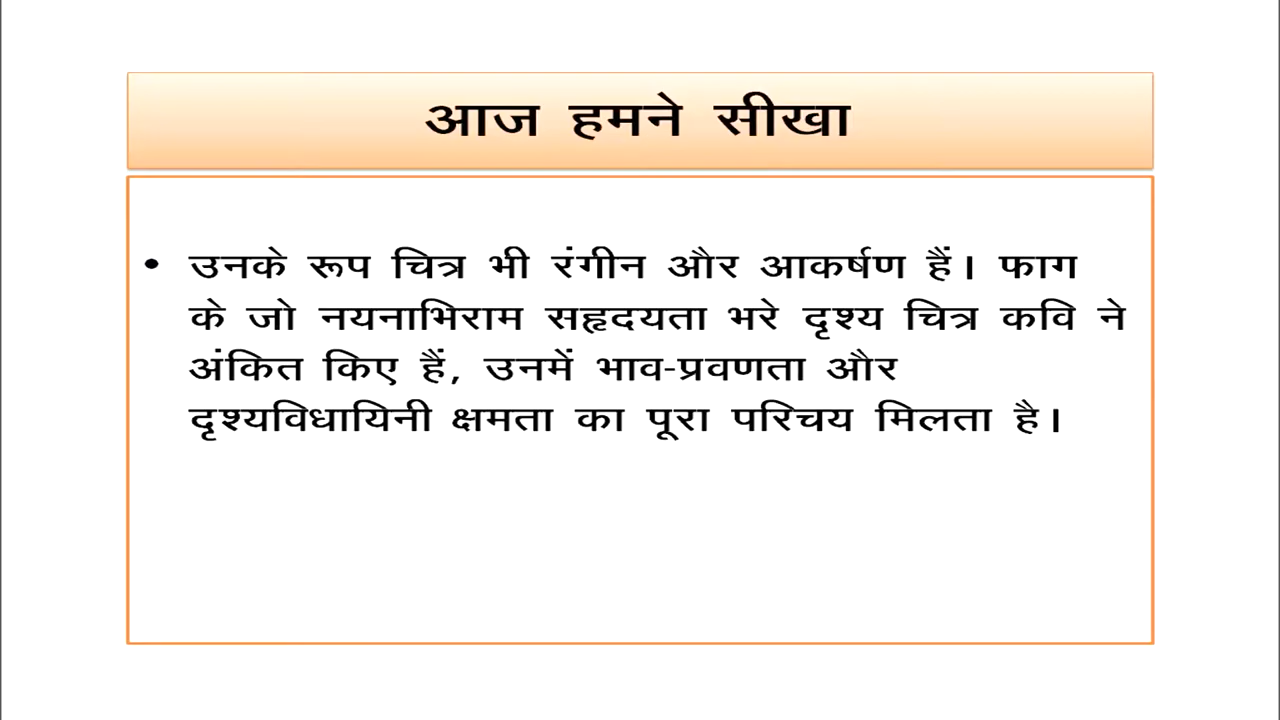 आज हमने सीखा
• उनके रूप चित्र भी रंगीन और आकर्षण हैं। फाग
के जो नयनाभिराम सहृदयता भरे दृश्य चित्र कवि ने
अंकित किए हैं, उनमें भाव-प्रवणता और
दृश्यविधायिनी क्षमता का पूरा परिचय मिलता है।